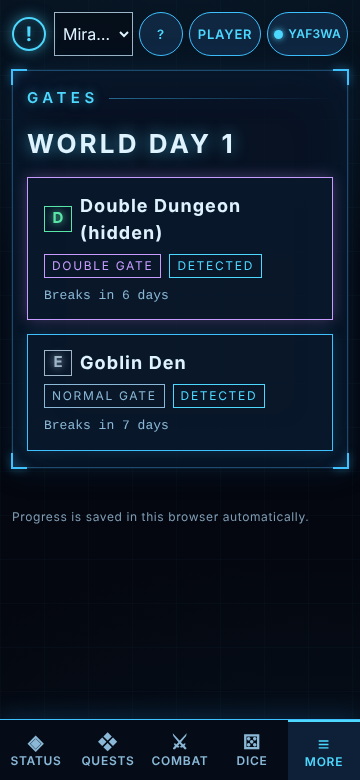 !
Mira...
?
PLAYER
YAF3WA
GATES
WORLD DAY 1
D
Double Dungeon
(hidden)
DOUBLE GATE
DETECTED
Breaks in 6 days
E
Goblin Den
NORMAL GATE
DETECTED
Breaks in 7 days
Progress is saved in this browser automatically.
STATUS
QUESTS
COMBAT
DICE
MORE